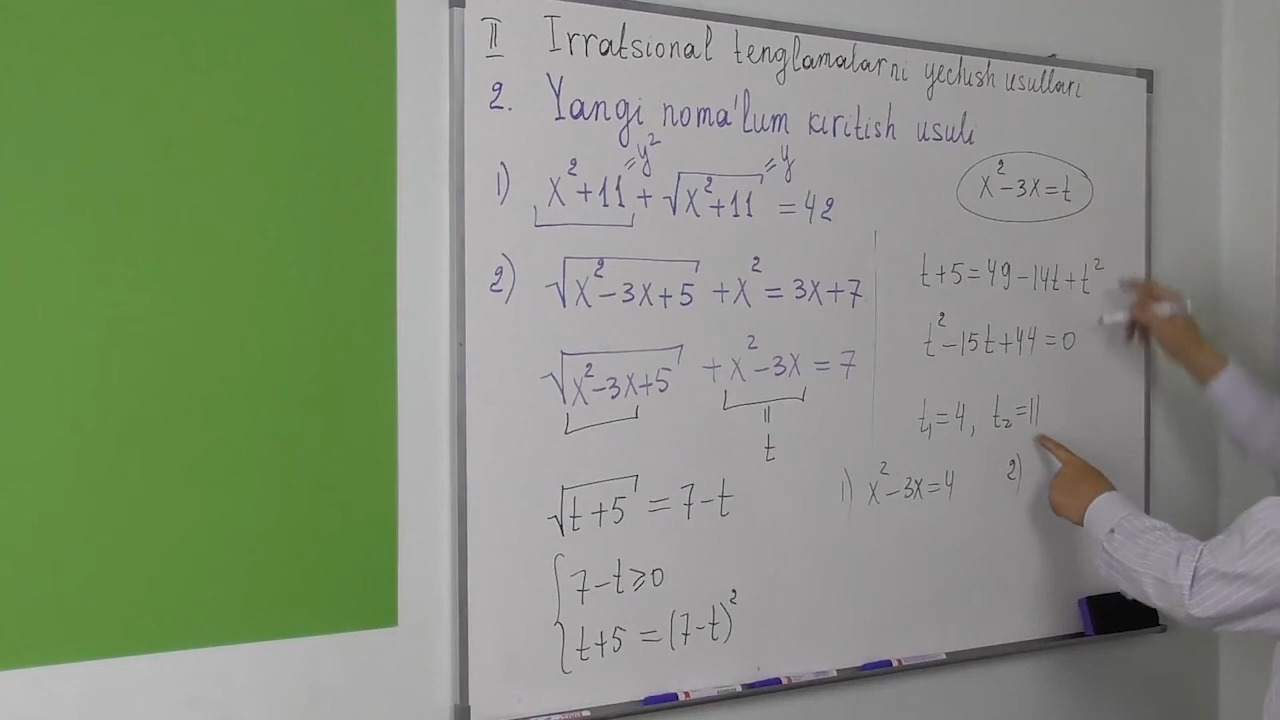 II Irratsional tenglamalarni yechish usullari
2. Yangi noma'lum kiritish usuli
=y² =y
1) x²+11 + √(x²+11) = 42
2) √(x²-3x+5) + x² = 3x+7
√(x²-3x+5) + x²-3x = 7
=
t
√(t+5) = 7-t
{ 7-t ⩾ 0
t+5 = (7-t)²
x²-3x=t
t+5=49-14t+t²
t²-15t+44=0
t₁=4, t₂=11
1) x²-3x=4 2)